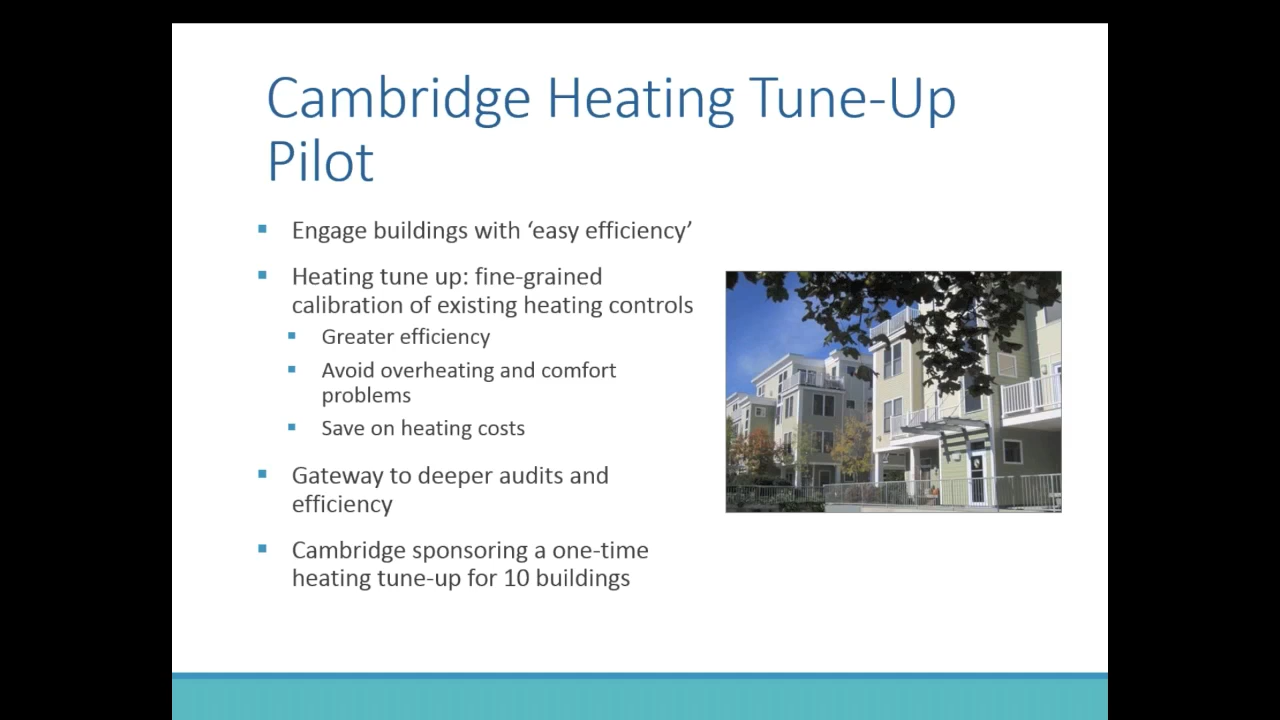 Cambridge Heating Tune-Up
Pilot
Engage buildings with ‘easy efficiency’
Heating tune up: fine-grained
calibration of existing heating controls
Greater efficiency
Avoid overheating and comfort
problems
Save on heating costs
Gateway to deeper audits and
efficiency
Cambridge sponsoring a one-time
heating tune-up for 10 buildings